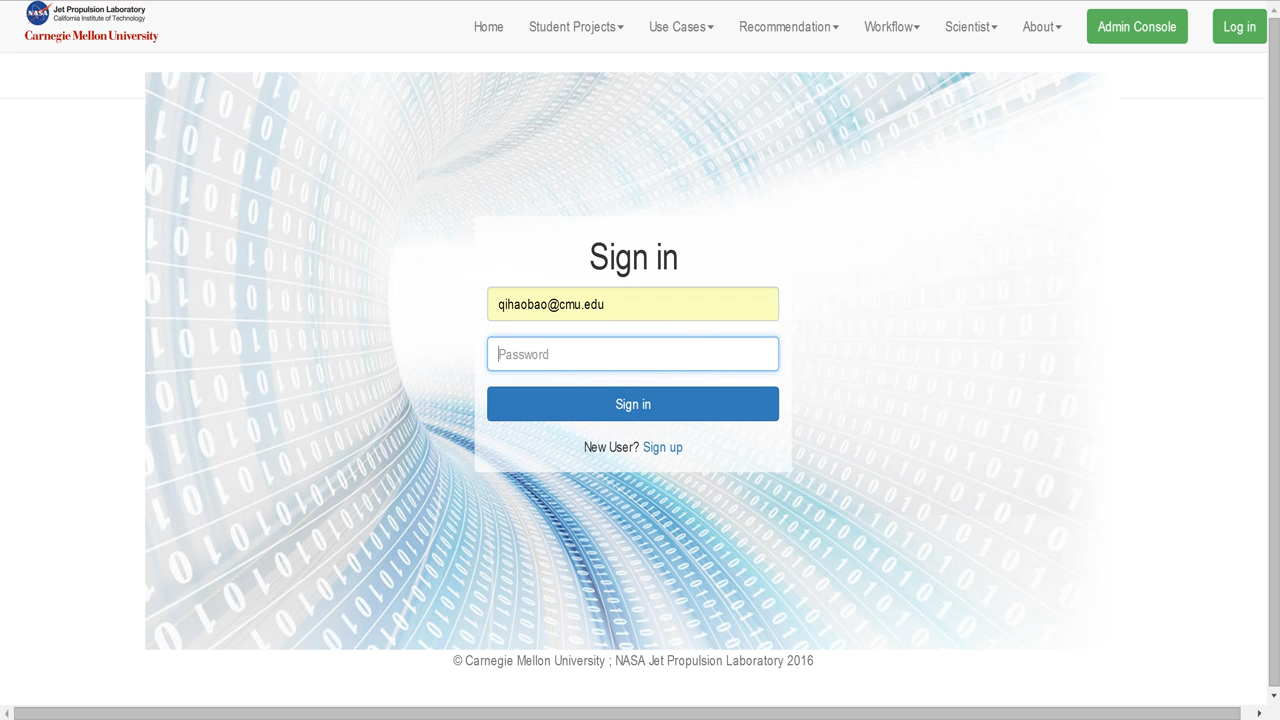 NASA Jet Propulsion Laboratory
California Institute of Technology
Carnegie Mellon University
Home Student Projects Use Cases Recommendation Workflow Scientist About Admin Console Log in
Sign in
qihaobao@cmu.edu
Password
Sign in
New User? Sign up
© Carnegie Mellon University ; NASA Jet Propulsion Laboratory 2016